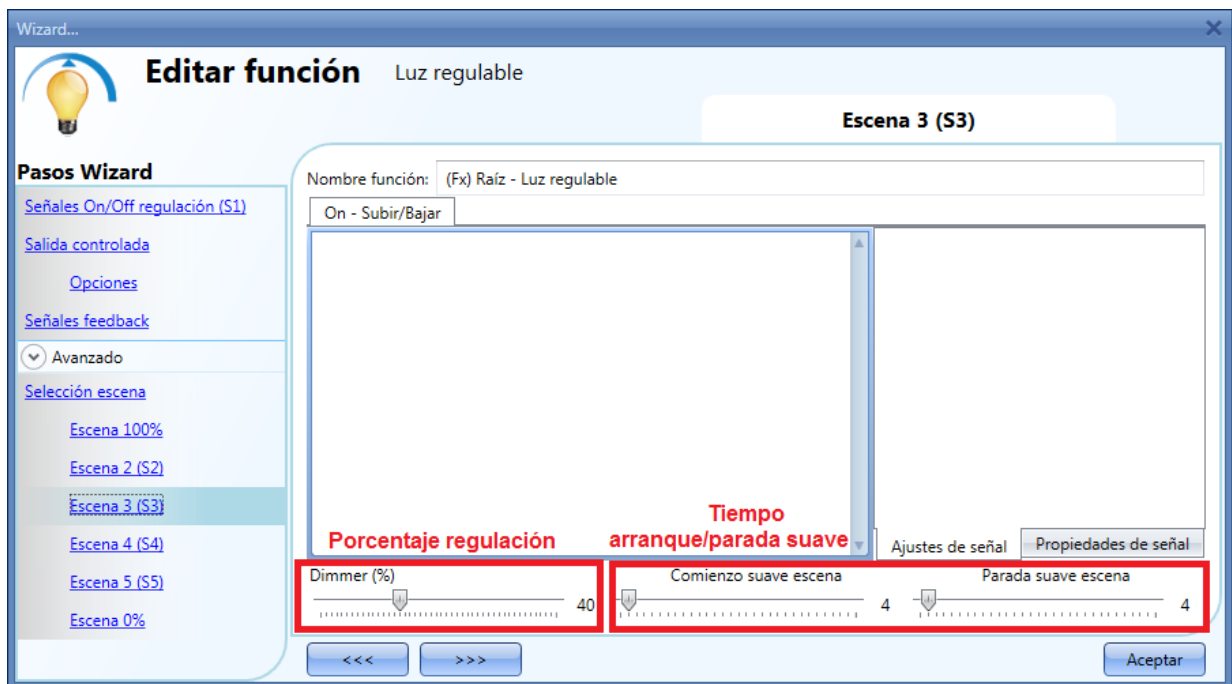 Wizard...
Editar función
Luz regulable
Escena 3 (S3)
Pasos Wizard
Señales On/Off regulación (S1)
Salida controlada
Opciones
Señales feedback
Avanzado
Selección escena
Escena 100%
Escena 2 (S2)
Escena 3 (S3)
Escena 4 (S4)
Escena 5 (S5)
Escena 0%
Nombre función: (Fx) Raíz - Luz regulable
On - Subir/Bajar
Porcentaje regulación
Tiempo
arranque/parada suave
Ajustes de señal
Propiedades de señal
Dimmer (%)
40
Comienzo suave escena
4
Parada suave escena
4
<<<
>>>
Aceptar